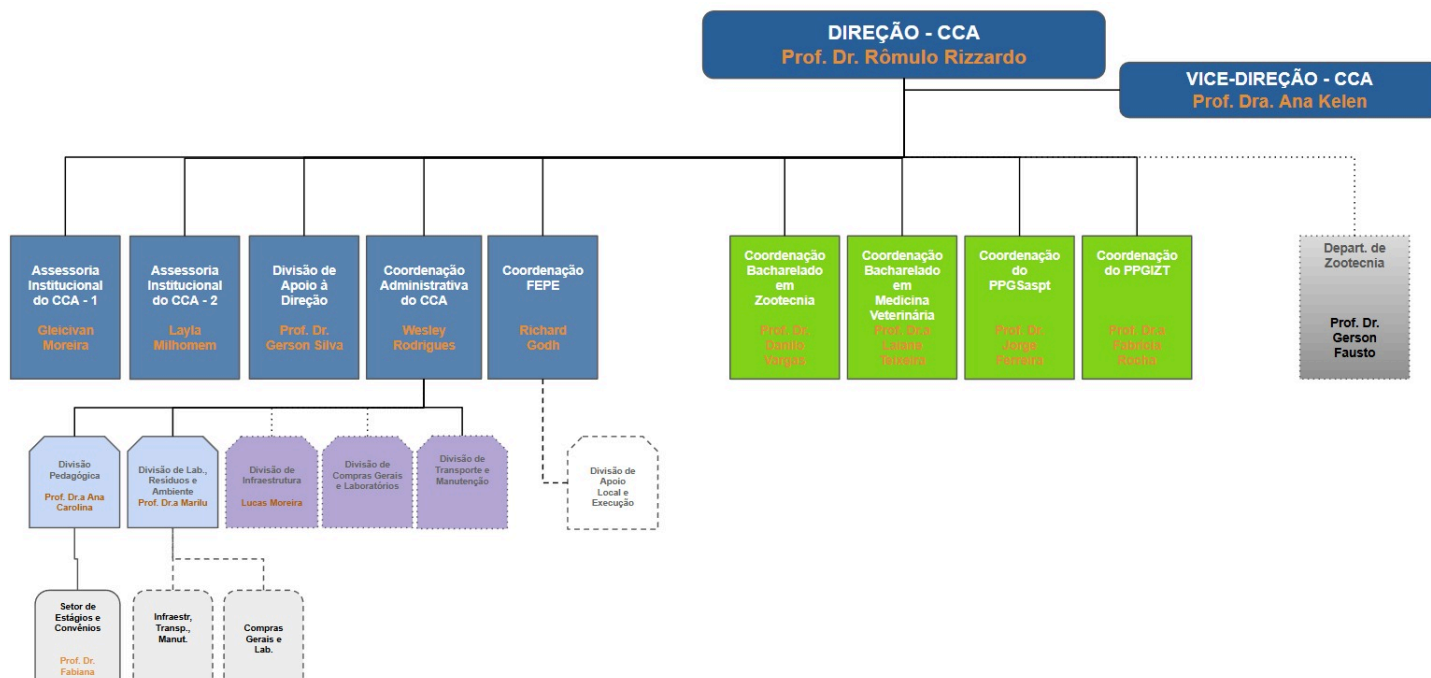 DIREÇÃO - CCA
Prof. Dr. Rômulo Rizzardo
VICE-DIREÇÃO - CCA
Prof. Dra. Ana Kelen
Assessoria
Institucional
do CCA - 1
Gleicivan
Moreira
Assessoria
Institucional
do CCA - 2
Layla
Milhomem
Divisão de
Apoio à
Direção
Prof. Dr.
Gerson Silva
Coordenação
Administrativa
do CCA
Wesley
Rodrigues
Coordenação
FEPE
Richard
Godh
Coordenação
Bacharelado
em
Zootecnia
Prof. Dr.
Danilo
Vargas
Coordenação
Bacharelado
em
Medicina
Veterinária
Prof. Dr.a
Laiane
Teixeira
Coordenação
do
PPGSaspt
Prof. Dr.
Jorge
Ferreira
Coordenação
do PPGIZT
Prof. Dr.a
Fabrícia
Rocha
Depart. de
Zootecnia
Prof. Dr.
Gerson
Fausto
Divisão
Pedagógica
Prof. Dr.a Ana
Carolina
Divisão de Lab.,
Resíduos e
Ambiente
Prof. Dr.a Marilu
Divisão de
Infraestrutura
Lucas Moreira
Divisão de
Compras Gerais
e Laboratórios
Divisão de
Transporte e
Manutenção
Divisão de
Apoio
Local e
Execução
Setor de
Estágios e
Convênios
Prof. Dr.
Fabiana
Infraestr,
Transp.,
Manut.
Compras
Gerais e
Lab.